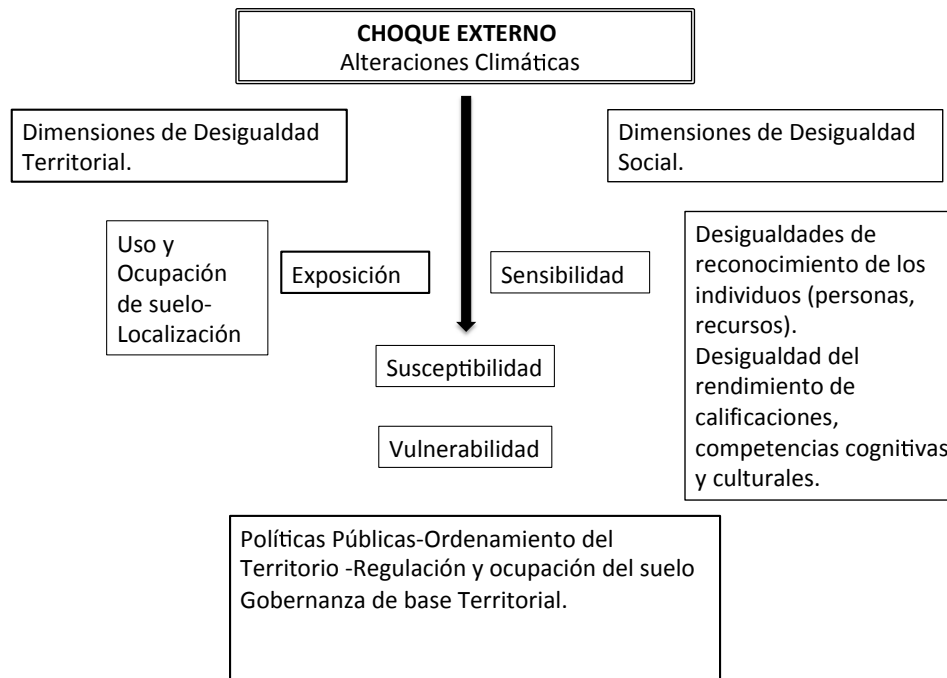 CHOQUE EXTERNO
Alteraciones Climáticas
Dimensiones de Desigualdad
Territorial.
Dimensiones de Desigualdad
Social.
Uso y
Ocupación
de suelo-
Localización
Exposición
Sensibilidad
Desigualdades de
reconocimiento de los
individuos (personas,
recursos).
Desigualdad del
rendimiento de
calificaciones,
competencias cognitivas
y culturales.
Susceptibilidad
Vulnerabilidad
Políticas Públicas-Ordenamiento del
Territorio -Regulación y ocupación del suelo
Gobernanza de base Territorial.